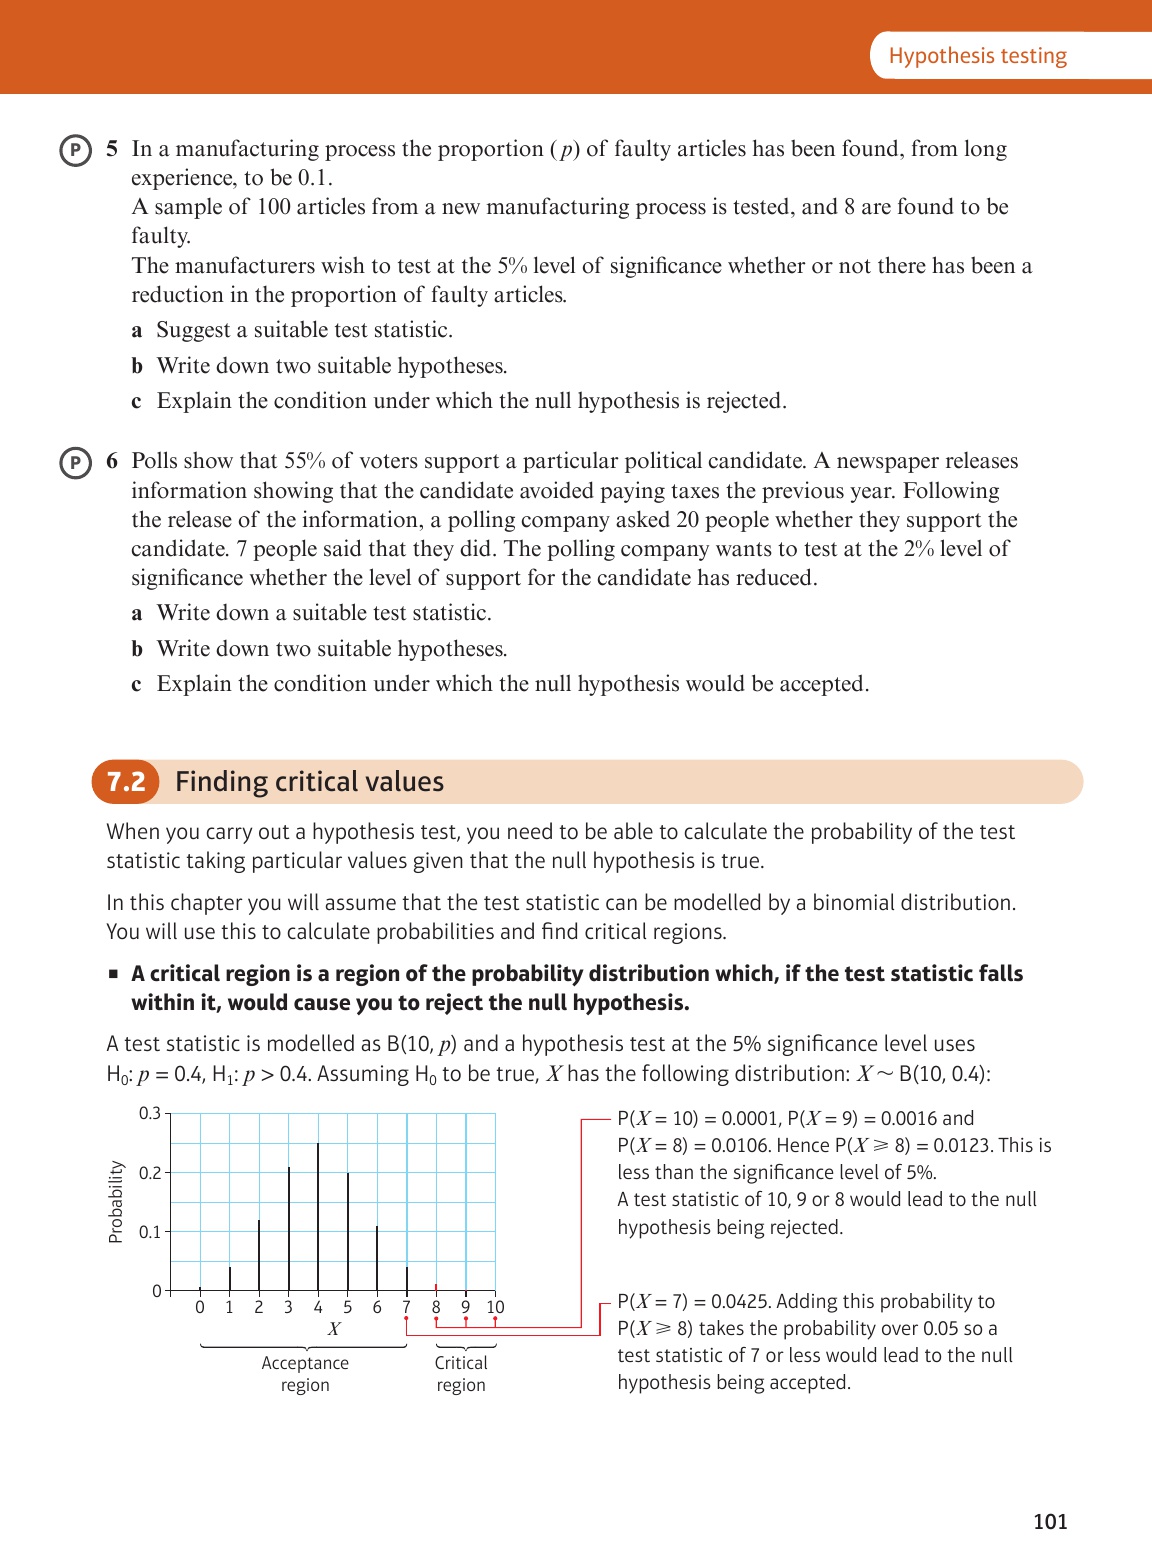 Hypothesis testing
P 5 In a manufacturing process the proportion (p) of faulty articles has been found, from long
experience, to be 0.1.
A sample of 100 articles from a new manufacturing process is tested, and 8 are found to be
faulty.
The manufacturers wish to test at the 5% level of significance whether or not there has been a
reduction in the proportion of faulty articles.
a Suggest a suitable test statistic.
b Write down two suitable hypotheses.
c Explain the condition under which the null hypothesis is rejected.
P 6 Polls show that 55% of voters support a particular political candidate. A newspaper releases
information showing that the candidate avoided paying taxes the previous year. Following
the release of the information, a polling company asked 20 people whether they support the
candidate. 7 people said that they did. The polling company wants to test at the 2% level of
significance whether the level of support for the candidate has reduced.
a Write down a suitable test statistic.
b Write down two suitable hypotheses.
c Explain the condition under which the null hypothesis would be accepted.
7.2 Finding critical values
When you carry out a hypothesis test, you need to be able to calculate the probability of the test
statistic taking particular values given that the null hypothesis is true.
In this chapter you will assume that the test statistic can be modelled by a binomial distribution.
You will use this to calculate probabilities and find critical regions.
■ A critical region is a region of the probability distribution which, if the test statistic falls
within it, would cause you to reject the null hypothesis.
A test statistic is modelled as B(10, p) and a hypothesis test at the 5% significance level uses
H₀: p = 0.4, H₁: p > 0.4. Assuming H₀ to be true, X has the following distribution: X ~ B(10, 0.4):
Probability
0.3
0.2
0.1
0
0 1 2 3 4 5 6 7 8 9 10
X
Acceptance
region
Critical
region
P(X = 10) = 0.0001, P(X = 9) = 0.0016 and
P(X = 8) = 0.0106. Hence P(X ⩾ 8) = 0.0123. This is
less than the significance level of 5%.
A test statistic of 10, 9 or 8 would lead to the null
hypothesis being rejected.
P(X = 7) = 0.0425. Adding this probability to
P(X ⩾ 8) takes the probability over 0.05 so a
test statistic of 7 or less would lead to the null
hypothesis being accepted.
101